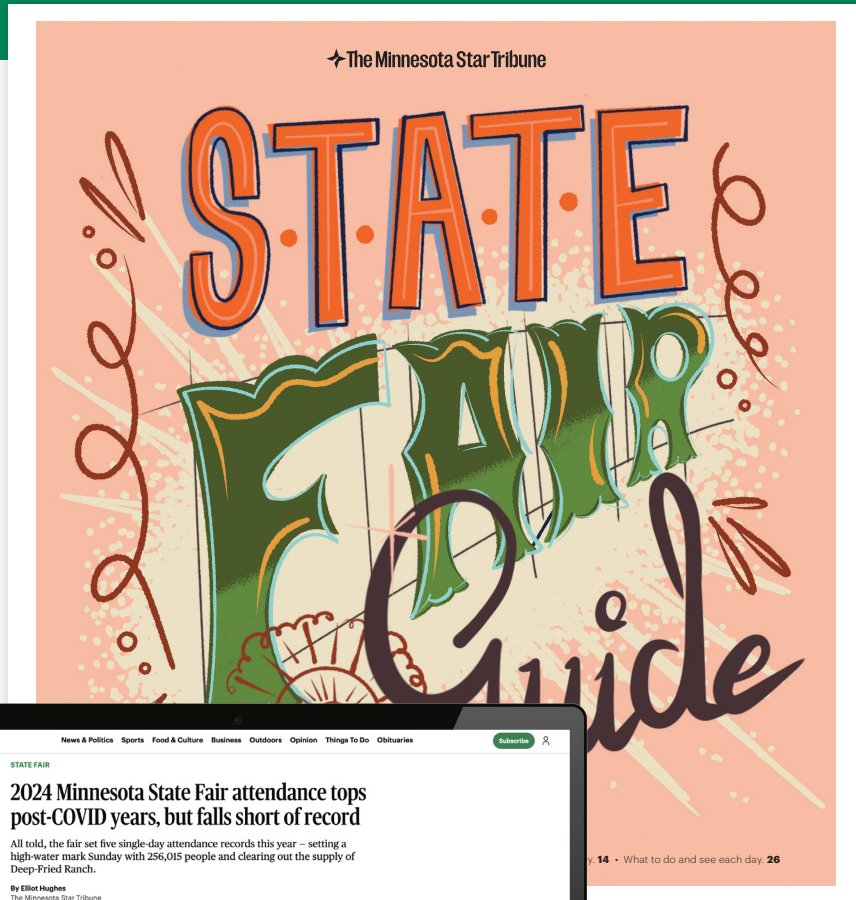 The Minnesota Star Tribune
STATE
FAIR
Guide
y. 14 • What to do and see each day. 26
News & Politics Sports Food & Culture Business Outdoors Opinion Things To Do Obituaries Subscribe
STATE FAIR
2024 Minnesota State Fair attendance tops
post-COVID years, but falls short of record
All told, the fair set five single-day attendance records this year — setting a
high-water mark Sunday with 256,015 people and clearing out the supply of
Deep-Fried Ranch.
By Elliot Hughes
The Minnesota Star Tribune